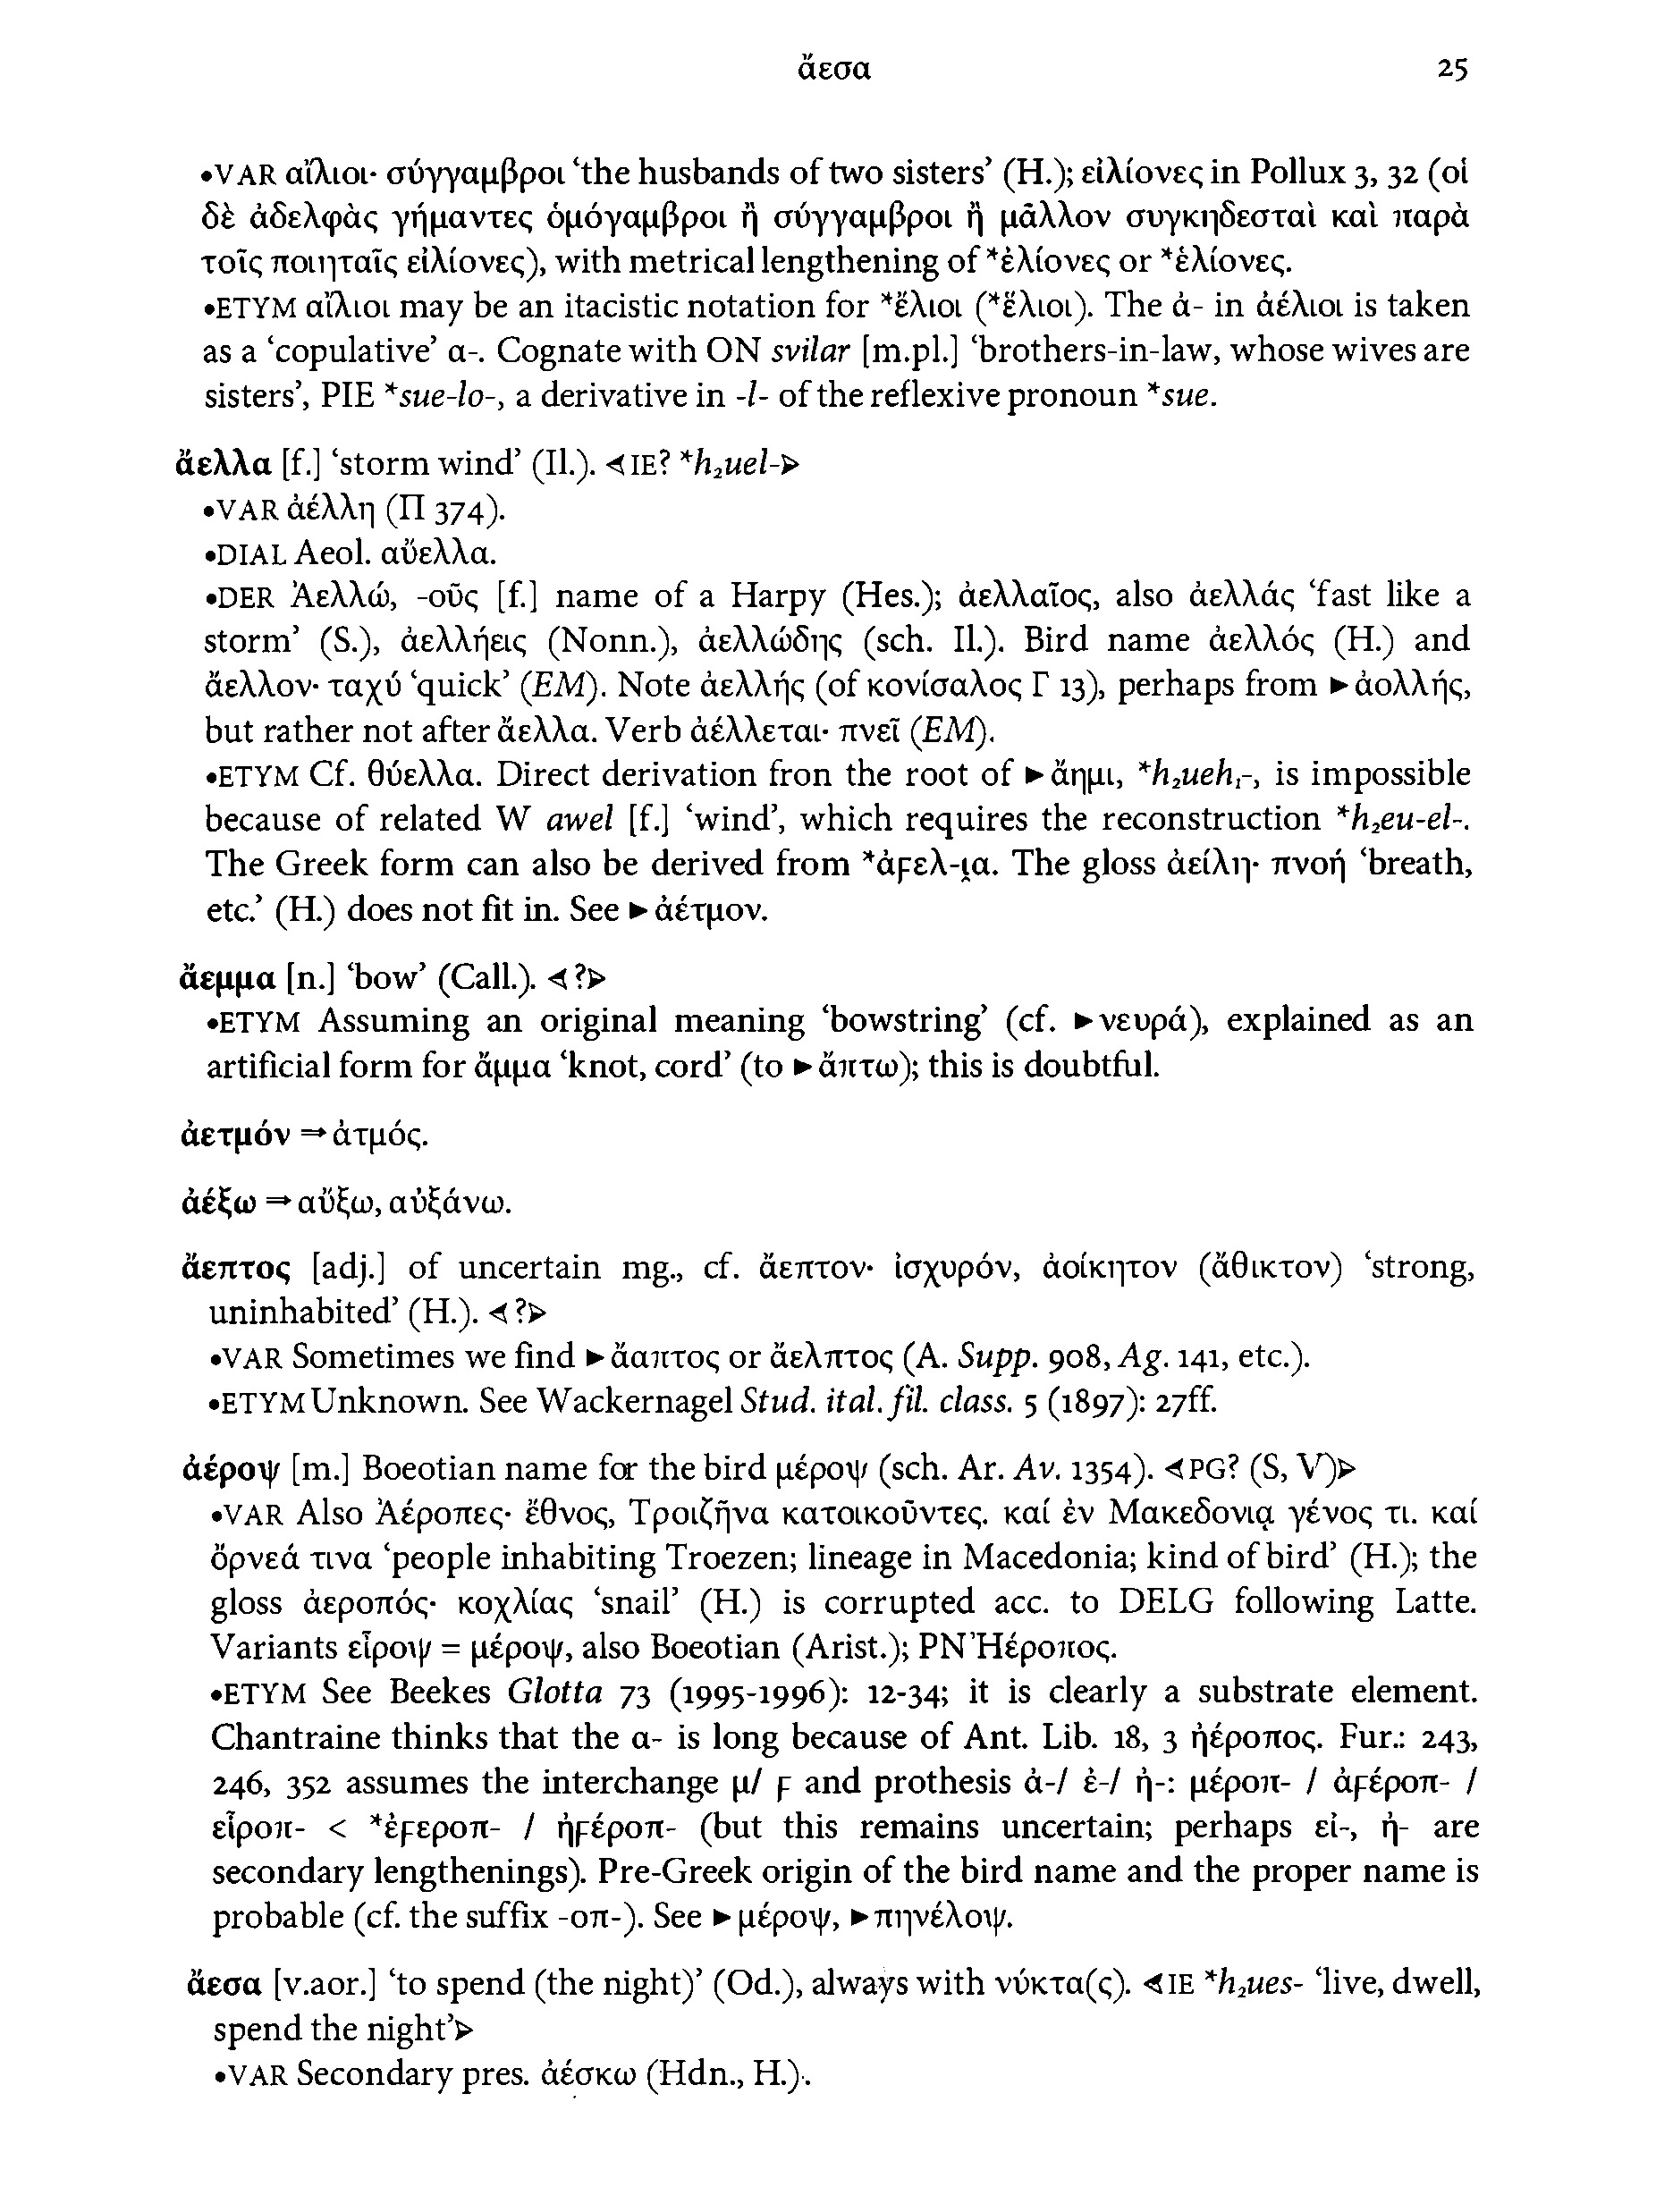 ἄεσα 25
•VAR αἴλιοι· σύγγαμβροι ‘the husbands of two sisters’ (H.); εἰλίονες in Pollux 3, 32 (οἱ
δὲ ἀδελφὰς γήμαντες ὁμόγαμβροι ἢ σύγγαμβροι ἢ μᾶλλον συγκηδεσταὶ καὶ παρὰ
τοῖς ποιηταῖς εἰλίονες), with metrical lengthening of *ἐλίονες or *ἑλίονες.
•ETYM αἴλιοι may be an itacistic notation for *ἔλιοι (*ἕλιοι). The ἀ- in ἀέλιοι is taken
as a ‘copulative’ α-. Cognate with ON svilar [m.pl.] ‘brothers-in-law, whose wives are
sisters’, PIE *sue-lo-, a derivative in -l- of the reflexive pronoun *sue.
ἄελλα [f.] ‘storm wind’ (Il.). ⊲IE? *h₂uel-⊳
•VAR ἀέλλη (Π 374).
•DIAL Aeol. αὔελλα.
•DER Ἀελλώ, -οῦς [f.] name of a Harpy (Hes.); ἀελλαῖος, also ἀελλάς ‘fast like a
storm’ (S.), ἀελλήεις (Nonn.), ἀελλώδης (sch. Il.). Bird name ἀελλός (H.) and
ἄελλον· ταχύ ‘quick’ (EM). Note ἀελλής (of κονίσαλος Γ 13), perhaps from ►ἀολλής,
but rather not after ἄελλα. Verb ἀέλλεται· πνεῖ (EM).
•ETYM Cf. θύελλα. Direct derivation fron the root of ►ἄημι, *h₂ueh₁-, is impossible
because of related W awel [f.] ‘wind’, which requires the reconstruction *h₂eu-el-.
The Greek form can also be derived from *ἀϝελ-ι̯α. The gloss ἀείλη· πνοή ‘breath,
etc.’ (H.) does not fit in. See ►ἀέτμον.
ἄεμμα [n.] ‘bow’ (Call.). ⊲?⊳
•ETYM Assuming an original meaning ‘bowstring’ (cf. ►νευρά), explained as an
artificial form for ἅμμα ‘knot, cord’ (to ►ἅπτω); this is doubtful.
ἀετμόν ⇒ ἀτμός.
ἀέξω ⇒ αὔξω, αὐξάνω.
ἄεπτος [adj.] of uncertain mg., cf. ἄεπτον· ἰσχυρόν, ἀοίκητον (ἄθικτον) ‘strong,
uninhabited’ (H.). ⊲?⊳
•VAR Sometimes we find ►ἄαπτος or ἄελπτος (A. Supp. 908, Ag. 141, etc.).
•ETYM Unknown. See Wackernagel Stud. ital. fil. class. 5 (1897): 27ff.
ἀέροψ [m.] Boeotian name for the bird μέροψ (sch. Ar. Av. 1354). ⊲PG? (S, V)⊳
•VAR Also Ἀέροπες· ἔθνος, Τροιζῆνα κατοικοῦντες. καί ἐν Μακεδονιᾳ γένος τι. καί
ὄρνεά τινα ‘people inhabiting Troezen; lineage in Macedonia; kind of bird’ (H.); the
gloss ἀεροπός· κοχλίας ‘snail’ (H.) is corrupted acc. to DELG following Latte.
Variants εἶροψ = μέροψ, also Boeotian (Arist.); PN Ἠέροπος.
•ETYM See Beekes Glotta 73 (1995-1996): 12-34; it is clearly a substrate element.
Chantraine thinks that the α- is long because of Ant. Lib. 18, 3 ἠέροπος. Fur.: 243,
246, 352 assumes the interchange μ/ ϝ and prothesis ἀ-/ ἐ-/ ἠ-: μέροπ- / ἀϝέροπ- /
εἶροπ- < *ἐϝεροπ- / ἠϝέροπ- (but this remains uncertain; perhaps εἰ-, ἠ- are
secondary lengthenings). Pre-Greek origin of the bird name and the proper name is
probable (cf. the suffix -οπ-). See ►μέροψ, ►πηνέλοψ.
ἄεσα [v.aor.] ‘to spend (the night)’ (Od.), always with νύκτα(ς). ⊲IE *h₂ues- ‘live, dwell,
spend the night’⊳
•VAR Secondary pres. ἀέσκω (Hdn., H.).